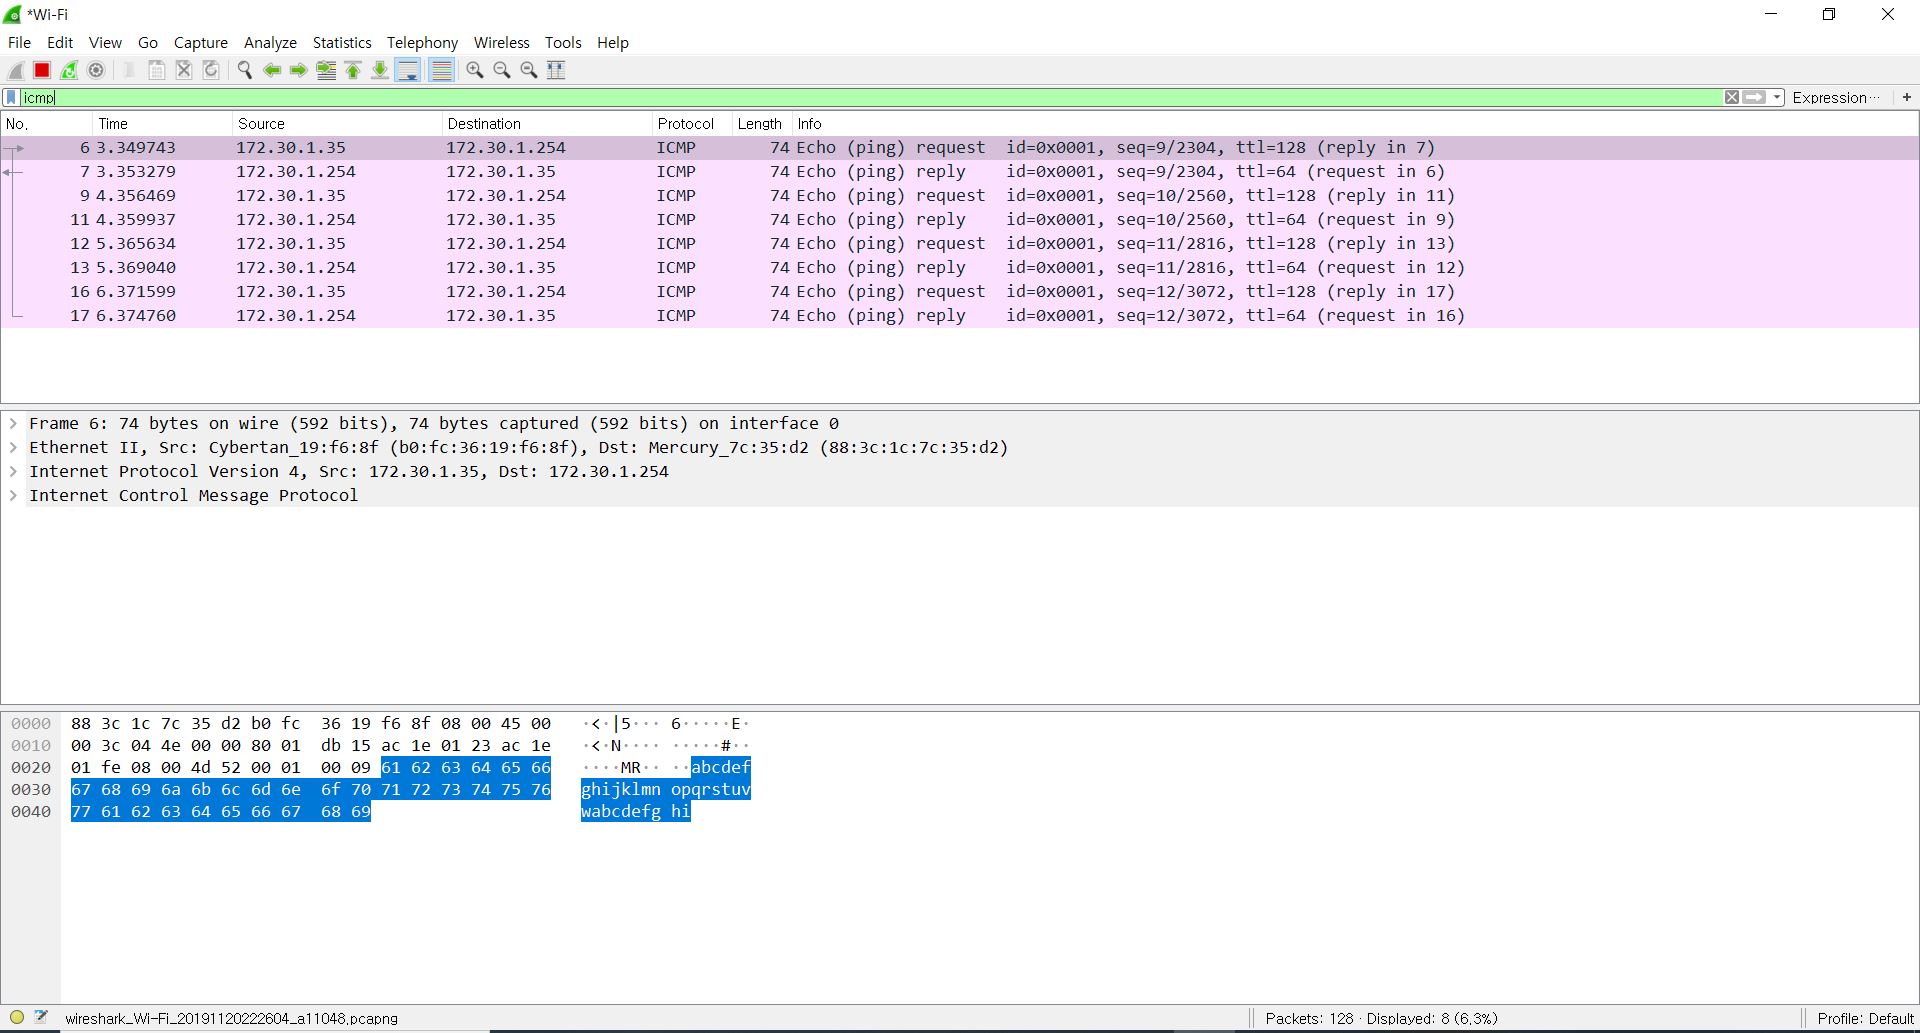 *Wi-Fi
File Edit View Go Capture Analyze Statistics Telephony Wireless Tools Help
icmp Expression… +
No. Time Source Destination Protocol Length Info
6 3.349743 172.30.1.35 172.30.1.254 ICMP 74 Echo (ping) request id=0x0001, seq=9/2304, ttl=128 (reply in 7)
7 3.353279 172.30.1.254 172.30.1.35 ICMP 74 Echo (ping) reply id=0x0001, seq=9/2304, ttl=64 (request in 6)
9 4.356469 172.30.1.35 172.30.1.254 ICMP 74 Echo (ping) request id=0x0001, seq=10/2560, ttl=128 (reply in 11)
11 4.359937 172.30.1.254 172.30.1.35 ICMP 74 Echo (ping) reply id=0x0001, seq=10/2560, ttl=64 (request in 9)
12 5.365634 172.30.1.35 172.30.1.254 ICMP 74 Echo (ping) request id=0x0001, seq=11/2816, ttl=128 (reply in 13)
13 5.369040 172.30.1.254 172.30.1.35 ICMP 74 Echo (ping) reply id=0x0001, seq=11/2816, ttl=64 (request in 12)
16 6.371599 172.30.1.35 172.30.1.254 ICMP 74 Echo (ping) request id=0x0001, seq=12/3072, ttl=128 (reply in 17)
17 6.374760 172.30.1.254 172.30.1.35 ICMP 74 Echo (ping) reply id=0x0001, seq=12/3072, ttl=64 (request in 16)
> Frame 6: 74 bytes on wire (592 bits), 74 bytes captured (592 bits) on interface 0
> Ethernet II, Src: Cybertan_19:f6:8f (b0:fc:36:19:f6:8f), Dst: Mercury_7c:35:d2 (88:3c:1c:7c:35:d2)
> Internet Protocol Version 4, Src: 172.30.1.35, Dst: 172.30.1.254
> Internet Control Message Protocol
0000 88 3c 1c 7c 35 d2 b0 fc 36 19 f6 8f 08 00 45 00 ·<·|5··· 6·····E·
0010 00 3c 04 4e 00 00 80 01 db 15 ac 1e 01 23 ac 1e ·<·N···· ·····#··
0020 01 fe 08 00 4d 52 00 01 00 09 61 62 63 64 65 66 ····MR·· ··abcdef
0030 67 68 69 6a 6b 6c 6d 6e 6f 70 71 72 73 74 75 76 ghijklmn opqrstuv
0040 77 61 62 63 64 65 66 67 68 69 wabcdefg hi
wireshark_Wi-Fi_20191120222604_a11048.pcapng Packets: 128 · Displayed: 8 (6.3%) Profile: Default